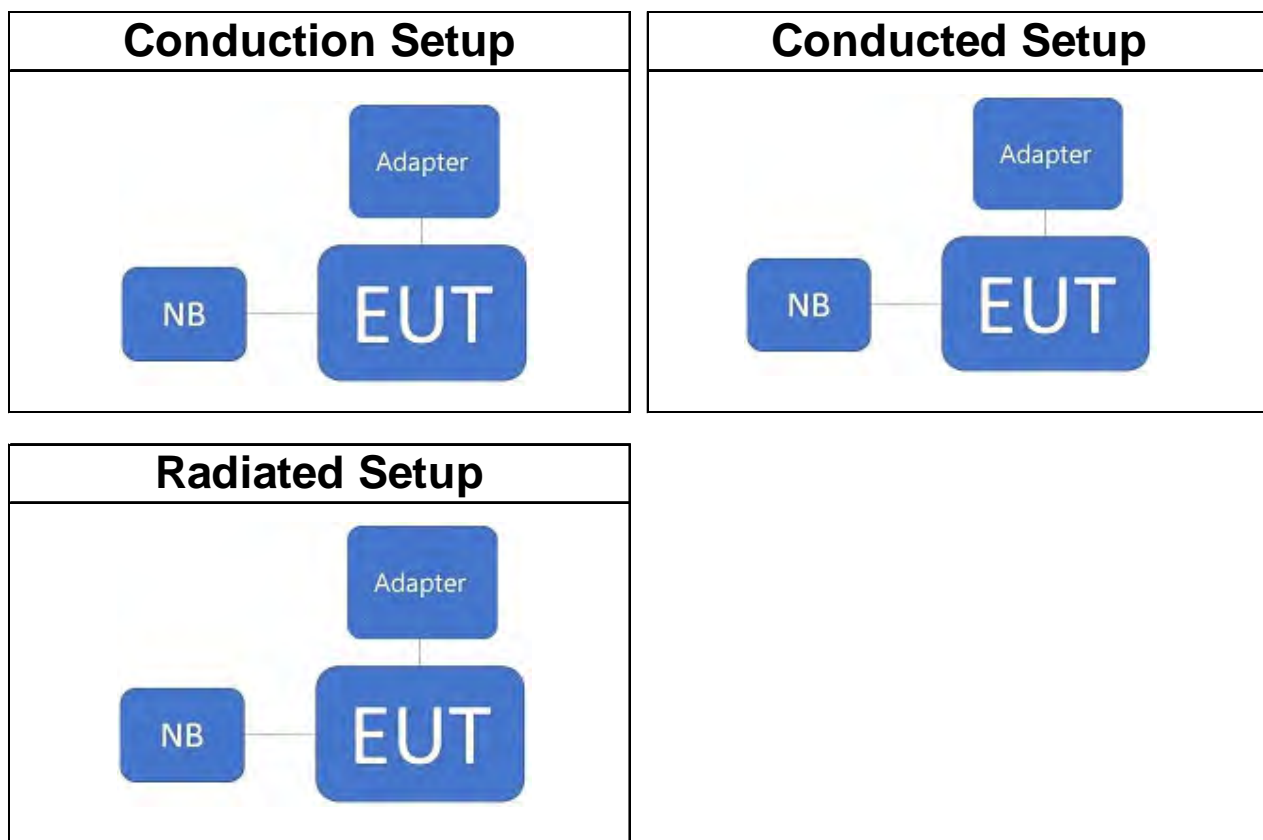 Conduction Setup
Adapter
NB
EUT
Conducted Setup
Adapter
NB
EUT
Radiated Setup
Adapter
NB
EUT